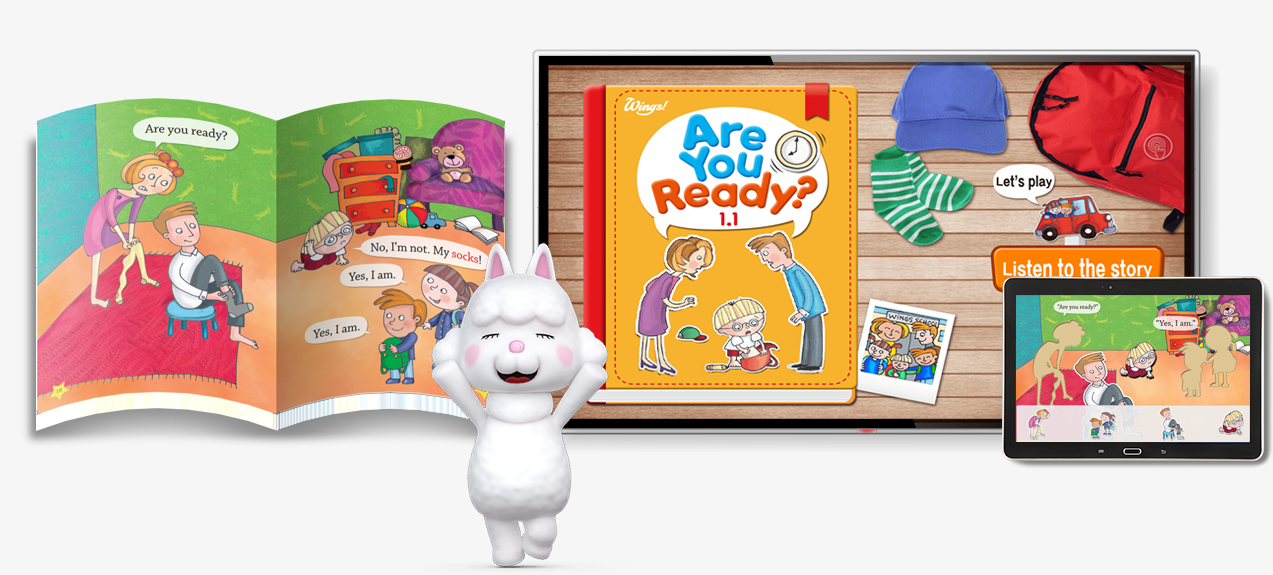 Are you ready?
No, I'm not. My socks!
Yes, I am.
Yes, I am.
Wings!
Are
You
Ready?
1.1
Let's play
Listen to the story
WINGS SCHOOL
"Are you ready?"
"Yes, I am."